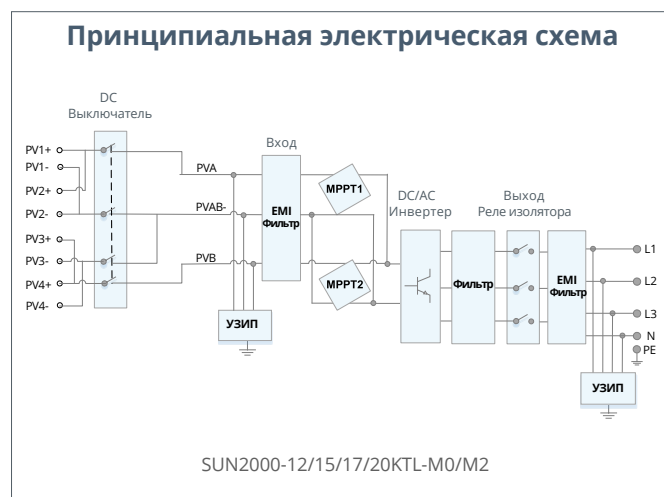 Принципиальная электрическая схема
DC
Выключатель
PV1+
PV1-
PV2+
PV2-
PV3+
PV3-
PV4+
PV4-
PVA
PVAB-
PVB
Вход
EMI
Фильтр
УЗИП
MPPT1
MPPT2
DC/AC
Инвертер
Фильтр
Выход
Реле изолятора
EMI
Фильтр
L1
L2
L3
N
PE
УЗИП
SUN2000-12/15/17/20KTL-M0/M2